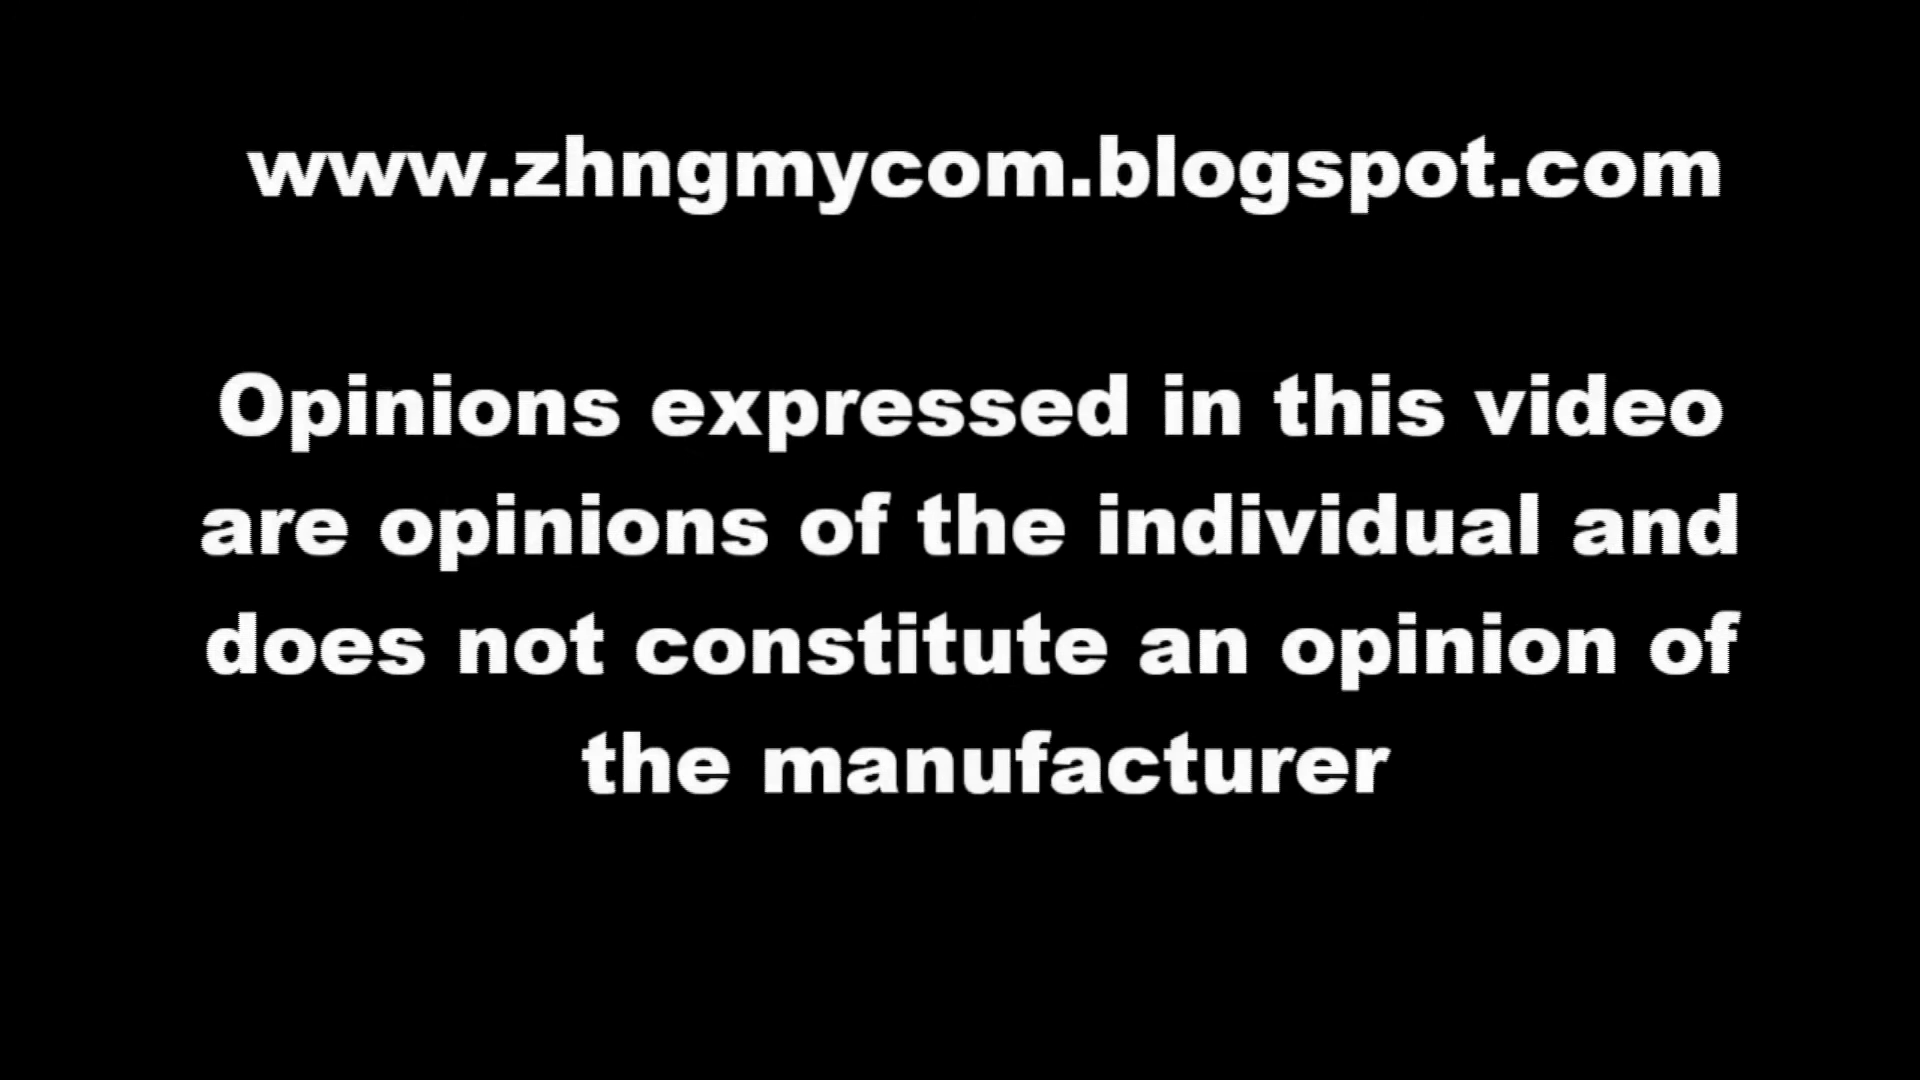 www.zhngmycom.blogspot.com
Opinions expressed in this video
are opinions of the individual and
does not constitute an opinion of
the manufacturer